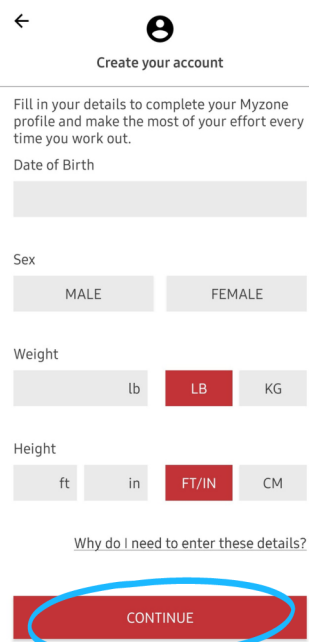 Create your account
Fill in your details to complete your Myzone
profile and make the most of your effort every
time you work out.
Date of Birth
Sex
MALE FEMALE
Weight
lb LB KG
Height
ft in FT/IN CM
Why do I need to enter these details?
CONTINUE